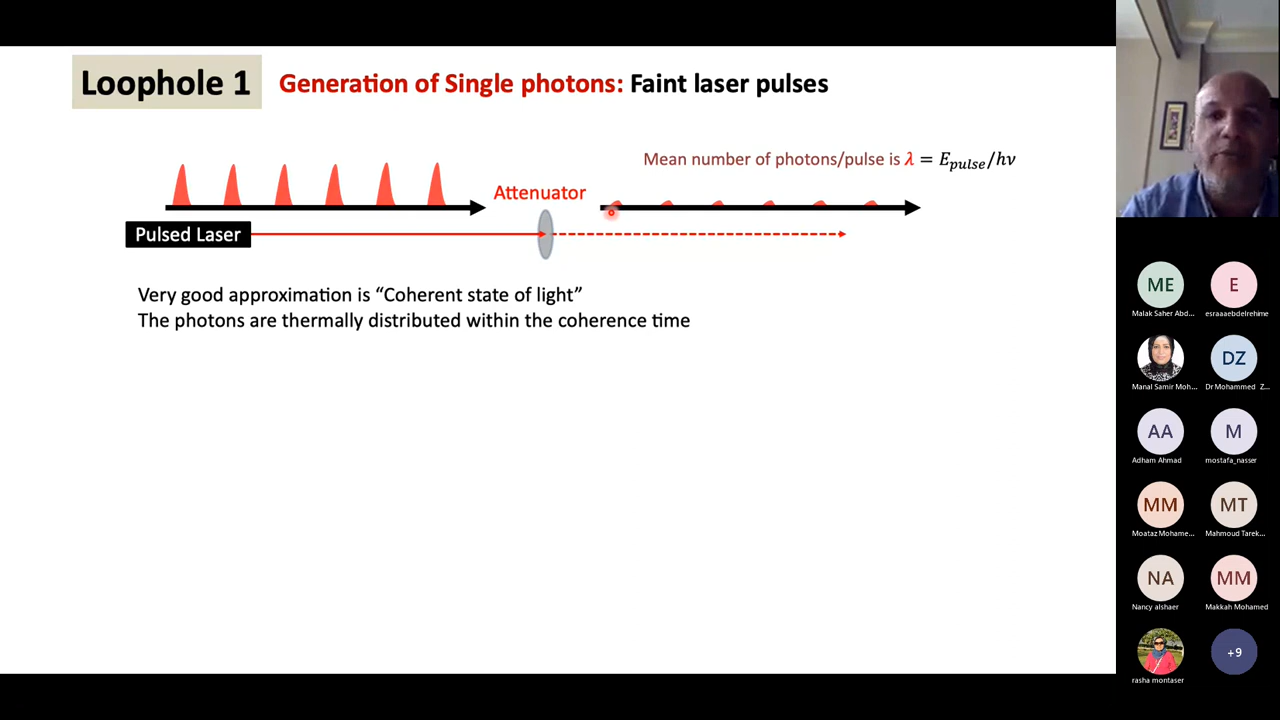 Loophole 1
Generation of Single photons: Faint laser pulses
Mean number of photons/pulse is λ = E_pulse/hν
Attenuator
Pulsed Laser
Very good approximation is “Coherent state of light”
The photons are thermally distributed within the coherence time
ME
E
Malak Saher Abd...
esraaaebdelrehime
DZ
Manal Samir Moh...
Dr Mohammed Z...
AA
M
Adham Ahmad
mostafa_nasser
MM
MT
Moataz Mohame...
Mahmoud Tarek...
NA
MM
Nancy alshaer
Makkah Mohamed
+9
rasha montaser